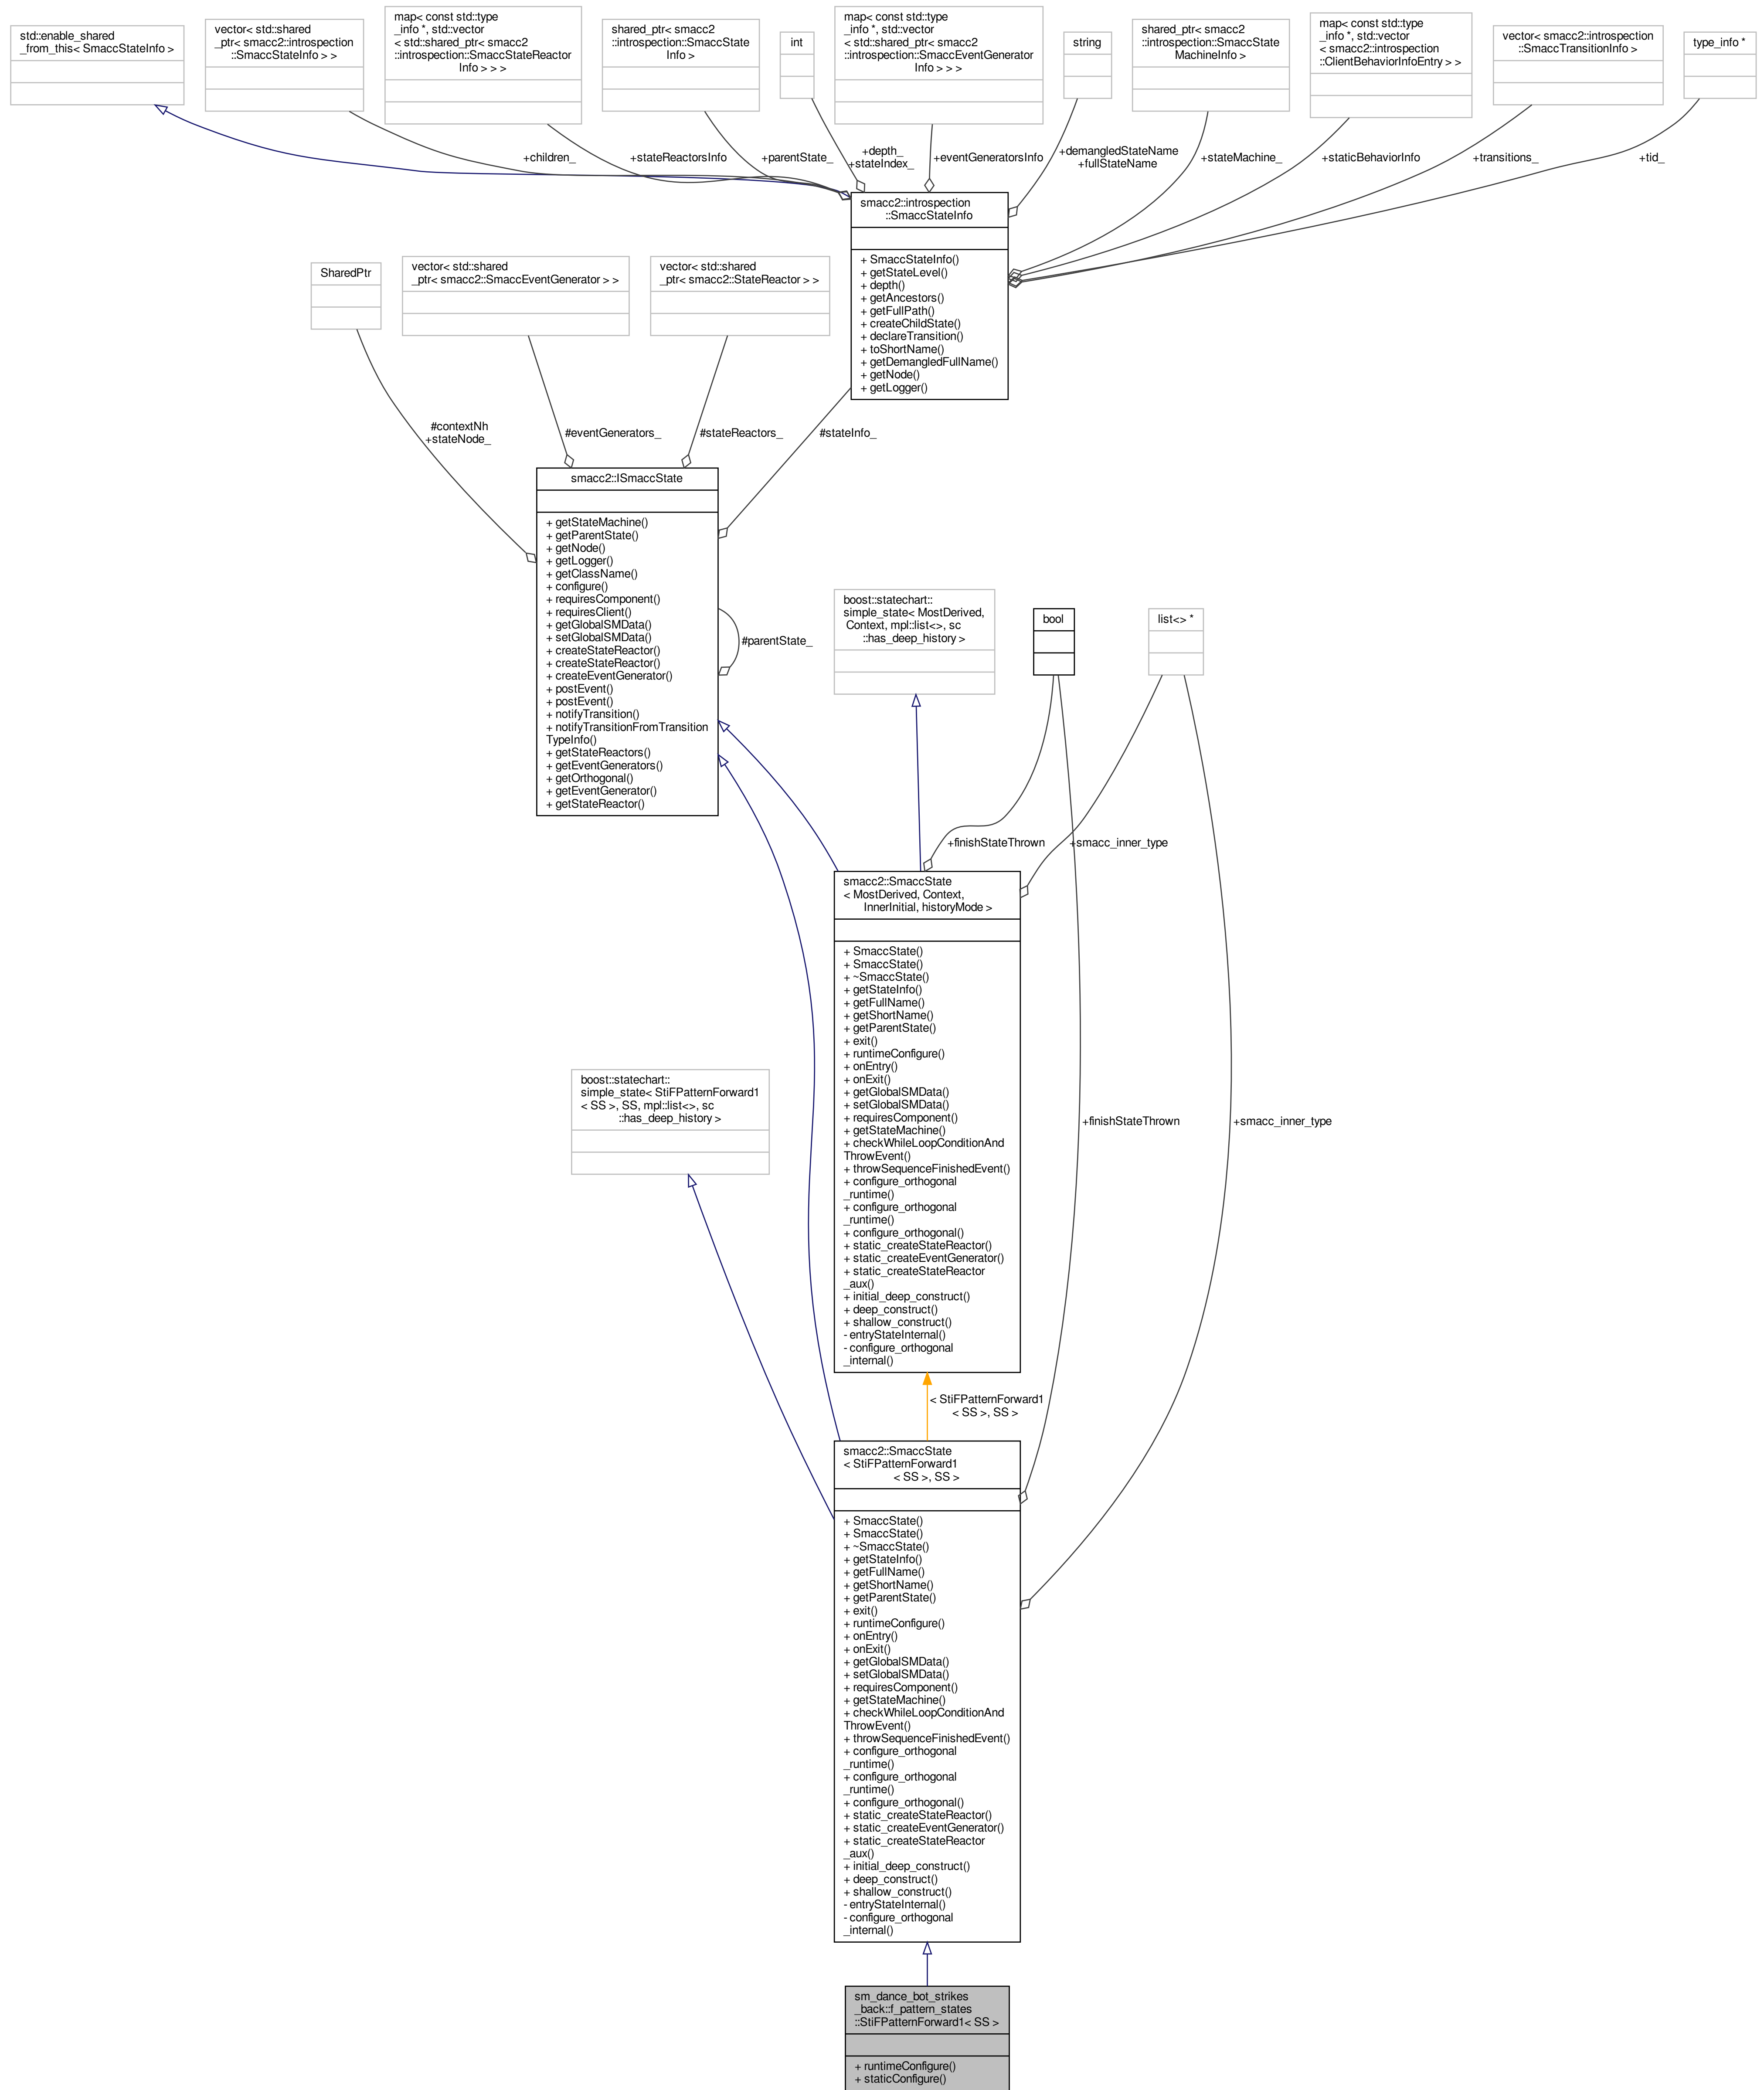 std::enable_shared
_from_this< SmaccStateInfo >
vector< std::shared
_ptr< smacc2::introspection
::SmaccStateInfo > >
map< const std::type
_info *, std::vector
< std::shared_ptr< smacc2
::introspection::SmaccStateReactor
Info > > >
shared_ptr< smacc2
::introspection::SmaccState
Info >
int
map< const std::type
_info *, std::vector
< std::shared_ptr< smacc2
::introspection::SmaccEventGenerator
Info > > >
string
shared_ptr< smacc2
::introspection::SmaccState
MachineInfo >
map< const std::type
_info *, std::vector
< smacc2::introspection
::ClientBehaviorInfoEntry > >
vector< smacc2::introspection
::SmaccTransitionInfo >
type_info *
+children_
+stateReactorsInfo
+parentState_
+depth_
+stateIndex_
+eventGeneratorsInfo
+demangledStateName
+fullStateName
+stateMachine_
+staticBehaviorInfo
+transitions_
+tid_
smacc2::introspection
::SmaccStateInfo
+ SmaccStateInfo()
+ getStateLevel()
+ depth()
+ getAncestors()
+ getFullPath()
+ createChildState()
+ declareTransition()
+ toShortName()
+ getDemangledFullName()
+ getNode()
+ getLogger()
SharedPtr
vector< std::shared
_ptr< smacc2::SmaccEventGenerator > >
vector< std::shared
_ptr< smacc2::StateReactor > >
#contextNh
+stateNode_
#eventGenerators_
#stateReactors_
#stateInfo_
smacc2::ISmaccState
+ getStateMachine()
+ getParentState()
+ getNode()
+ getLogger()
+ getClassName()
+ configure()
+ requiresComponent()
+ requiresClient()
+ getGlobalSMData()
+ setGlobalSMData()
+ createStateReactor()
+ createStateReactor()
+ createEventGenerator()
+ postEvent()
+ postEvent()
+ notifyTransition()
+ notifyTransitionFromTransition
TypeInfo()
+ getStateReactors()
+ getEventGenerators()
+ getOrthogonal()
+ getEventGenerator()
+ getStateReactor()
#parentState_
boost::statechart::
simple_state< MostDerived,
Context, mpl::list<>, sc
::has_deep_history >
bool
list<> *
+finishStateThrown
+smacc_inner_type
smacc2::SmaccState
< MostDerived, Context,
InnerInitial, historyMode >
+ SmaccState()
+ SmaccState()
+ ~SmaccState()
+ getStateInfo()
+ getFullName()
+ getShortName()
+ getParentState()
+ exit()
+ runtimeConfigure()
+ onEntry()
+ onExit()
+ getGlobalSMData()
+ setGlobalSMData()
+ requiresComponent()
+ getStateMachine()
+ checkWhileLoopConditionAnd
ThrowEvent()
+ throwSequenceFinishedEvent()
+ configure_orthogonal
_runtime()
+ configure_orthogonal
_runtime()
+ configure_orthogonal()
+ static_createStateReactor()
+ static_createEventGenerator()
+ static_createStateReactor
_aux()
+ initial_deep_construct()
+ deep_construct()
+ shallow_construct()
- entryStateInternal()
- configure_orthogonal
_internal()
boost::statechart::
simple_state< StiFPatternForward1
< SS >, SS, mpl::list<>, sc
::has_deep_history >
+finishStateThrown
+smacc_inner_type
< StiFPatternForward1
< SS >, SS >
smacc2::SmaccState
< StiFPatternForward1
< SS >, SS >
+ SmaccState()
+ SmaccState()
+ ~SmaccState()
+ getStateInfo()
+ getFullName()
+ getShortName()
+ getParentState()
+ exit()
+ runtimeConfigure()
+ onEntry()
+ onExit()
+ getGlobalSMData()
+ setGlobalSMData()
+ requiresComponent()
+ getStateMachine()
+ checkWhileLoopConditionAnd
ThrowEvent()
+ throwSequenceFinishedEvent()
+ configure_orthogonal
_runtime()
+ configure_orthogonal
_runtime()
+ configure_orthogonal()
+ static_createStateReactor()
+ static_createEventGenerator()
+ static_createStateReactor
_aux()
+ initial_deep_construct()
+ deep_construct()
+ shallow_construct()
- entryStateInternal()
- configure_orthogonal
_internal()
sm_dance_bot_strikes
_back::f_pattern_states
::StiFPatternForward1< SS >
+ runtimeConfigure()
+ staticConfigure()